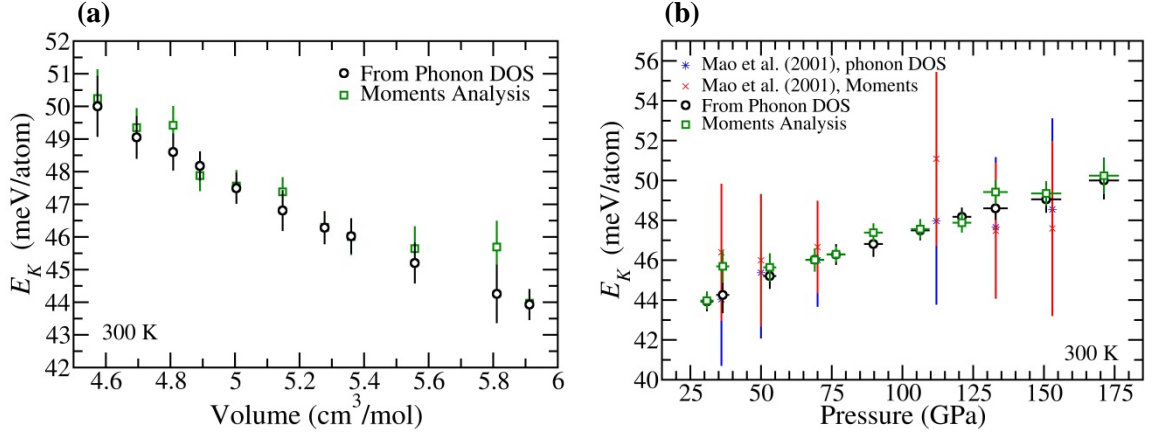 (a)
52
51
50
49
48
47
46
45
44
43
42
E_K (meV/atom)
From Phonon DOS
Moments Analysis
300 K
4.6 4.8 5 5.2 5.4 5.6 5.8 6
Volume (cm³/mol)
(b)
56
54
52
50
48
46
44
42
40
E_K (meV/atom)
Mao et al. (2001), phonon DOS
Mao et al. (2001), Moments
From Phonon DOS
Moments Analysis
300 K
25 50 75 100 125 150 175
Pressure (GPa)